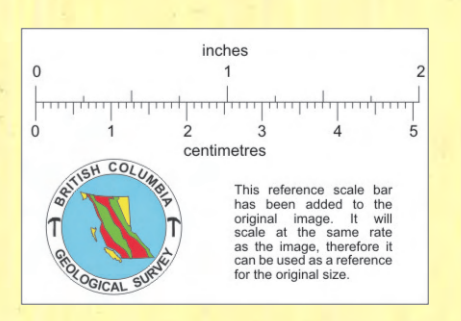 inches
0 1 2
0 1 2 3 4 5
centimetres
BRITISH COLUMBIA
GEOLOGICAL SURVEY
This reference scale bar
has been added to the
original image. It will
scale at the same rate
as the image, therefore it
can be used as a reference
for the original size.